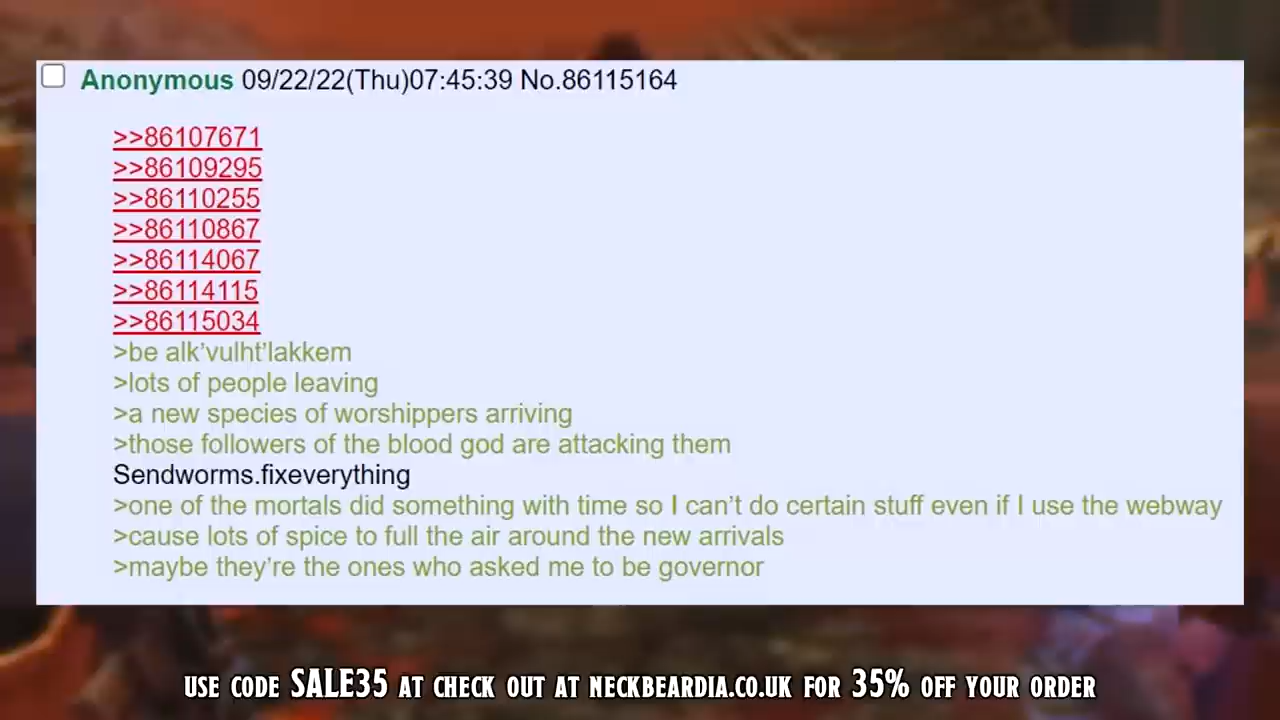 Anonymous 09/22/22(Thu)07:45:39 No.86115164
>>86107671
>>86109295
>>86110255
>>86110867
>>86114067
>>86114115
>>86115034
>be alk’vulht’lakkem
>lots of people leaving
>a new species of worshippers arriving
>those followers of the blood god are attacking them
Sendworms.fixeverything
>one of the mortals did something with time so I can’t do certain stuff even if I use the webway
>cause lots of spice to full the air around the new arrivals
>maybe they’re the ones who asked me to be governor
USE CODE SALE35 AT CHECK OUT AT NECKBEARDIA.CO.UK FOR 35% OFF YOUR ORDER